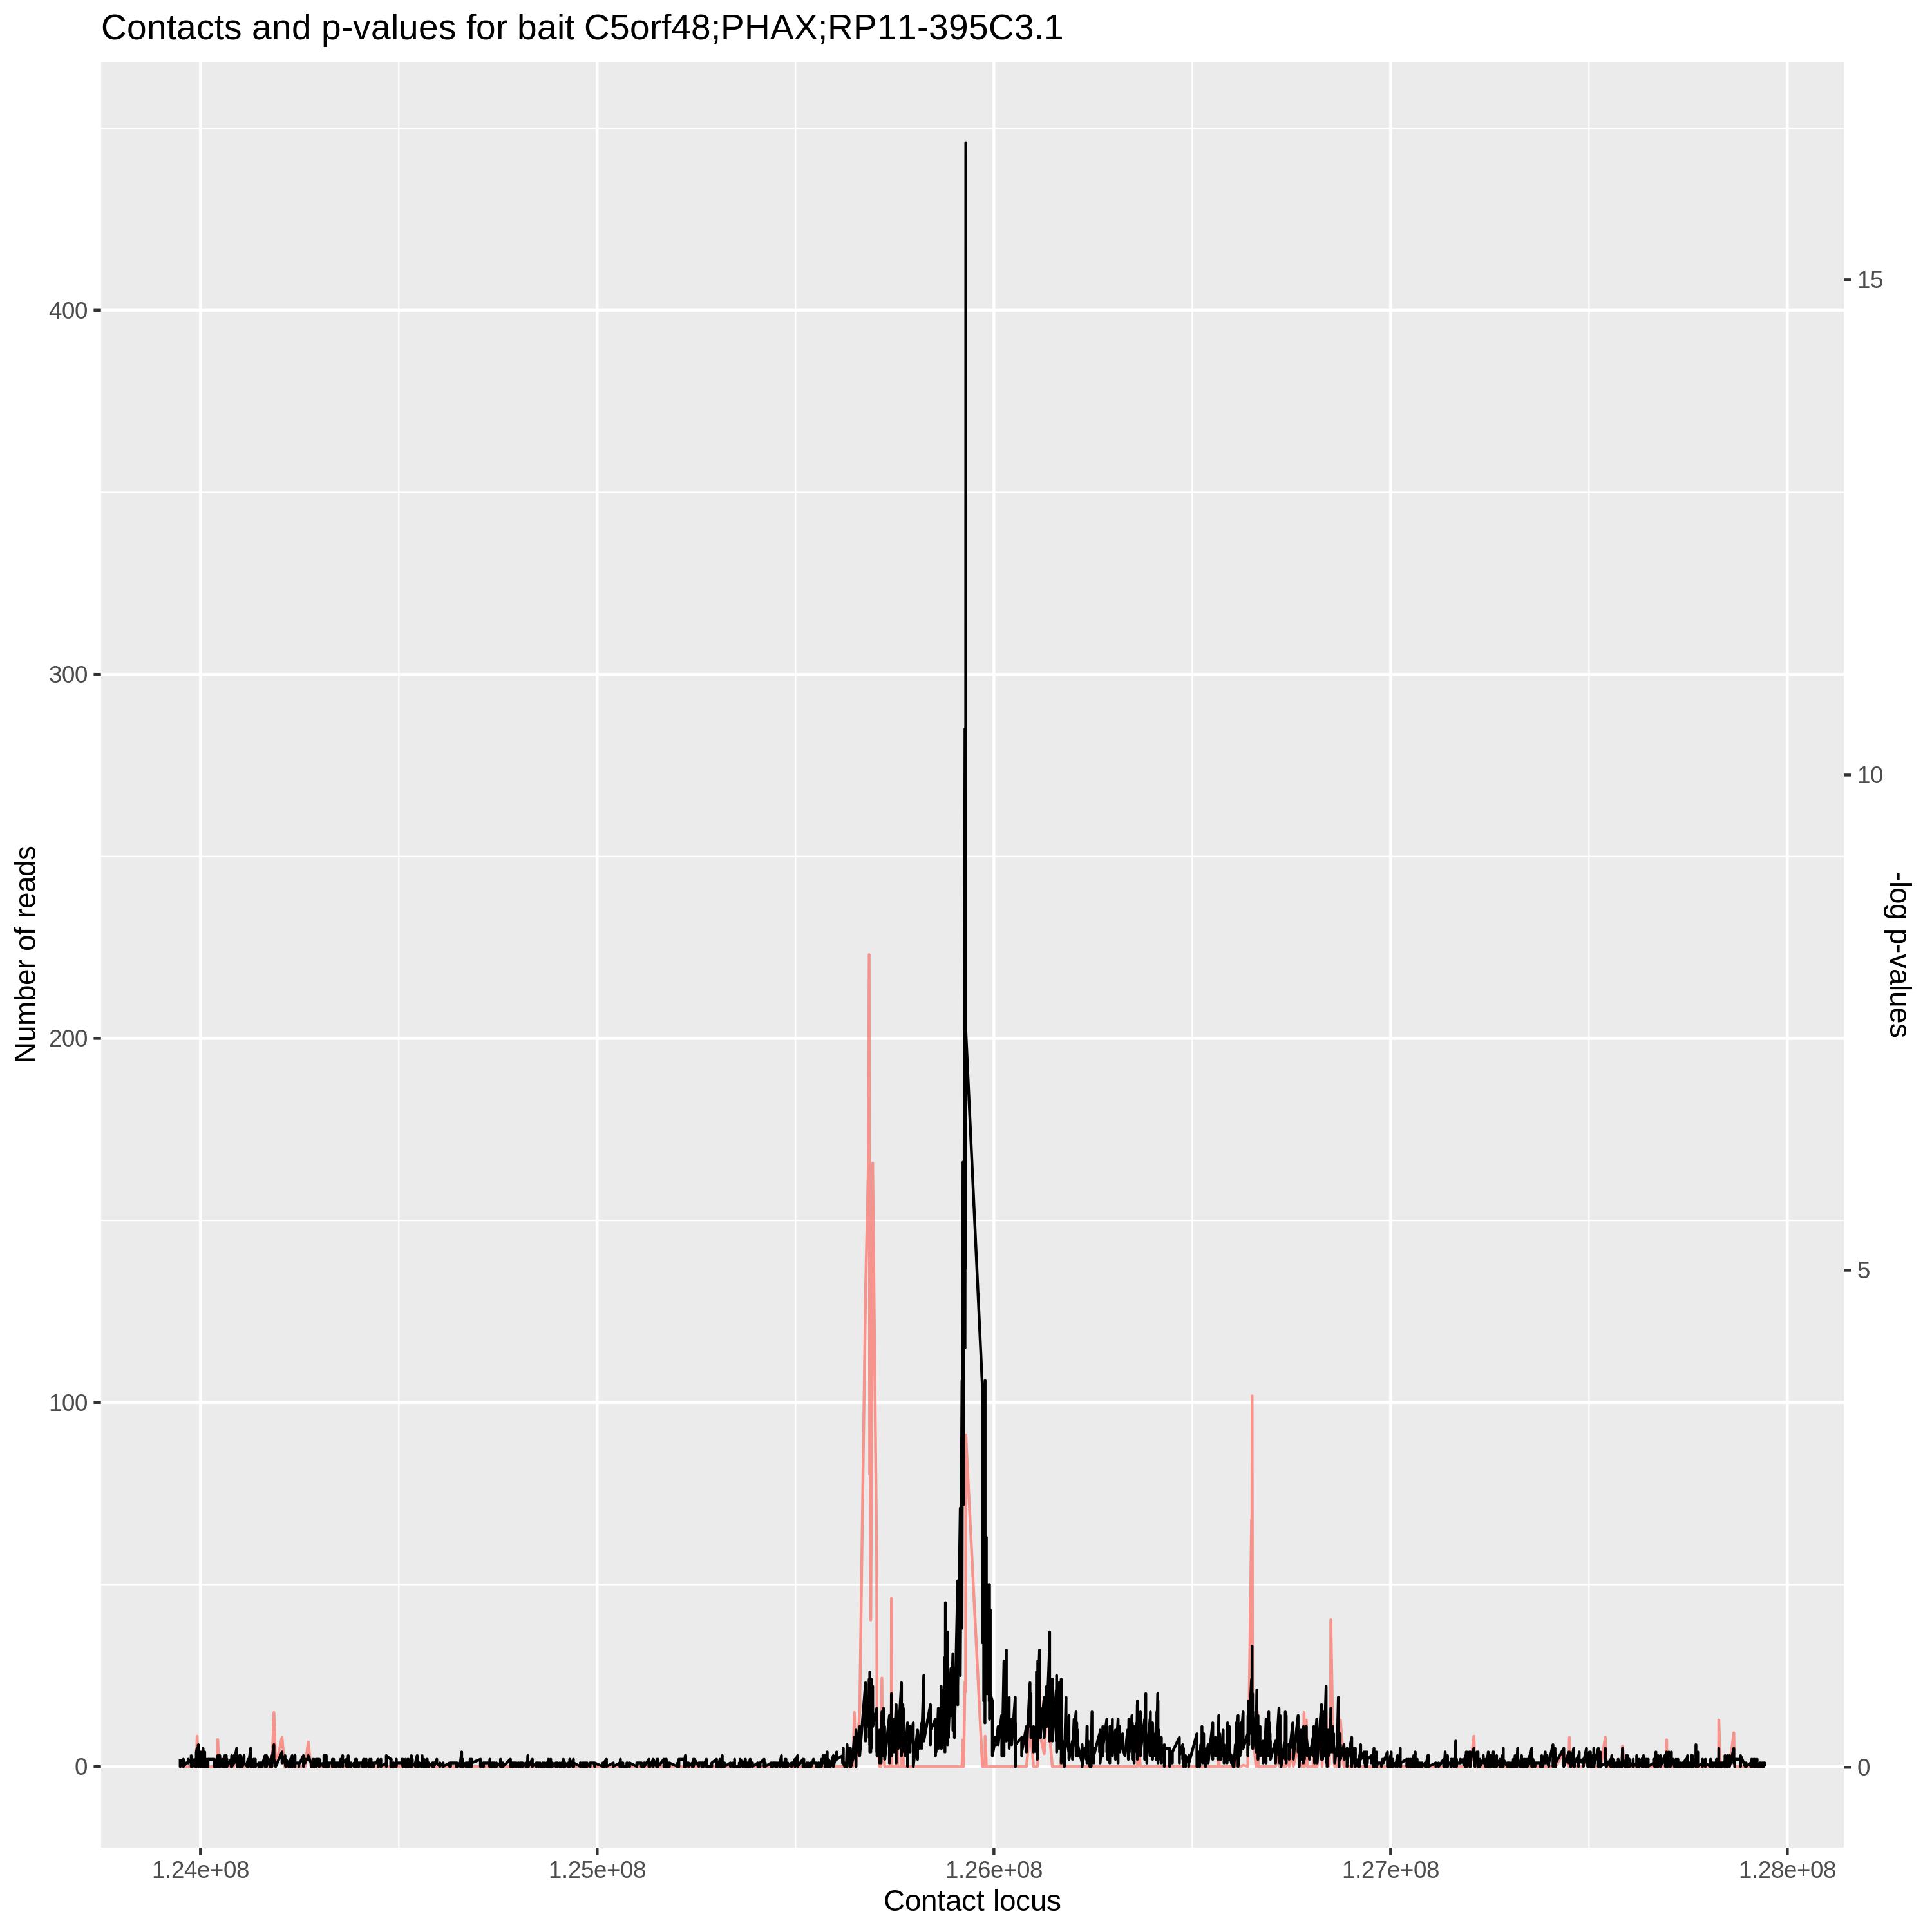 Contacts and p-values for bait C5orf48;PHAX;RP11-395C3.1
400
300
200
100
0
Number of reads
15
10
5
0
-log p-values
1.24e+08 1.25e+08 1.26e+08 1.27e+08 1.28e+08
Contact locus